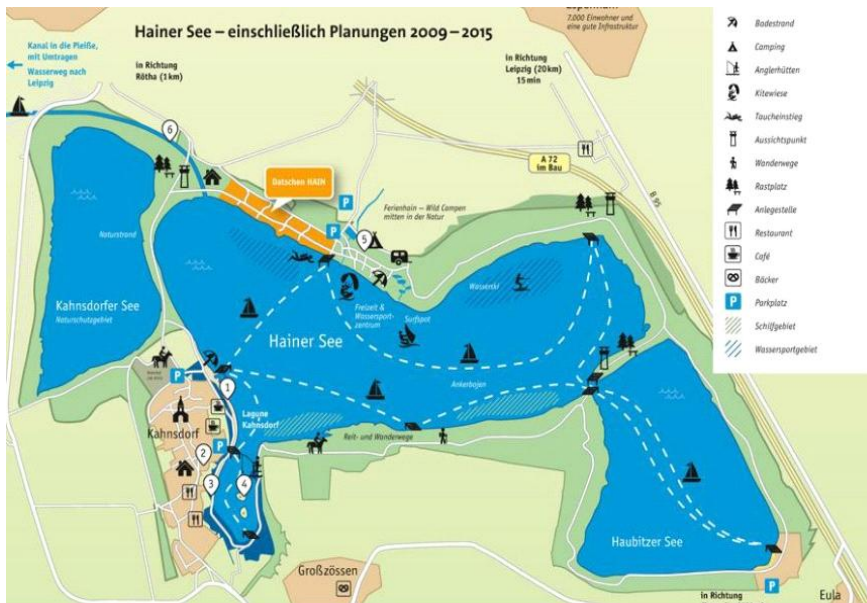 Hainer See – einschließlich Planungen 2009 – 2015
Espenhain
7.000 Einwohner und
eine gute Infrastruktur
Kanal in die Pleiße,
mit Umtragen
Wasserweg nach
Leipzig
in Richtung
Rötha (1 km)
in Richtung
Leipzig (20 km)
15 min
6
Datschen HAIN
P
P
A 72
im Bau
B 95
Ferienhain – Wild Campen
mitten in der Natur
5
Naturstrand
Kahnsdorfer See
Naturschutzgebiet
Freizeit &
Wassersport-
zentrum
Surfspot
Wasserski
Hainer See
Ankerbojen
P
1
Lagune
Kahnsdorf
Kahnsdorf
P
2
3
4
Reit- und Wanderwege
Haubitzer See
Großzössen
P
in Richtung
Eula
Badestrand
Camping
Anglerhütten
Kitewiese
Taucheinstieg
Aussichtspunkt
Wanderwege
Rastplatz
Anlegestelle
Restaurant
Café
Bäcker
P
Parkplatz
Schilfgebiet
Wassersportgebiet